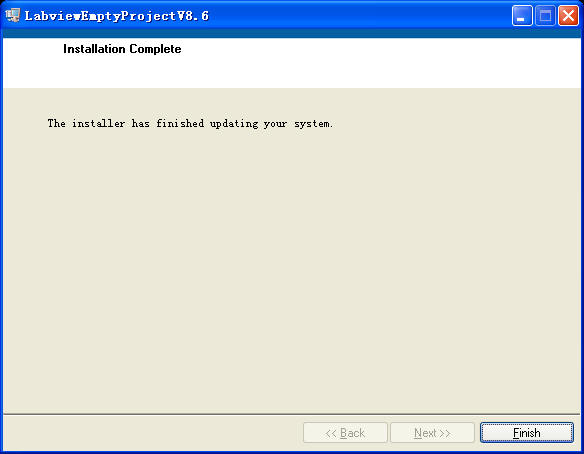 LabviewEmptyProjectV8.6
Installation Complete
The installer has finished updating your system.
<< Back
Next >>
Finish